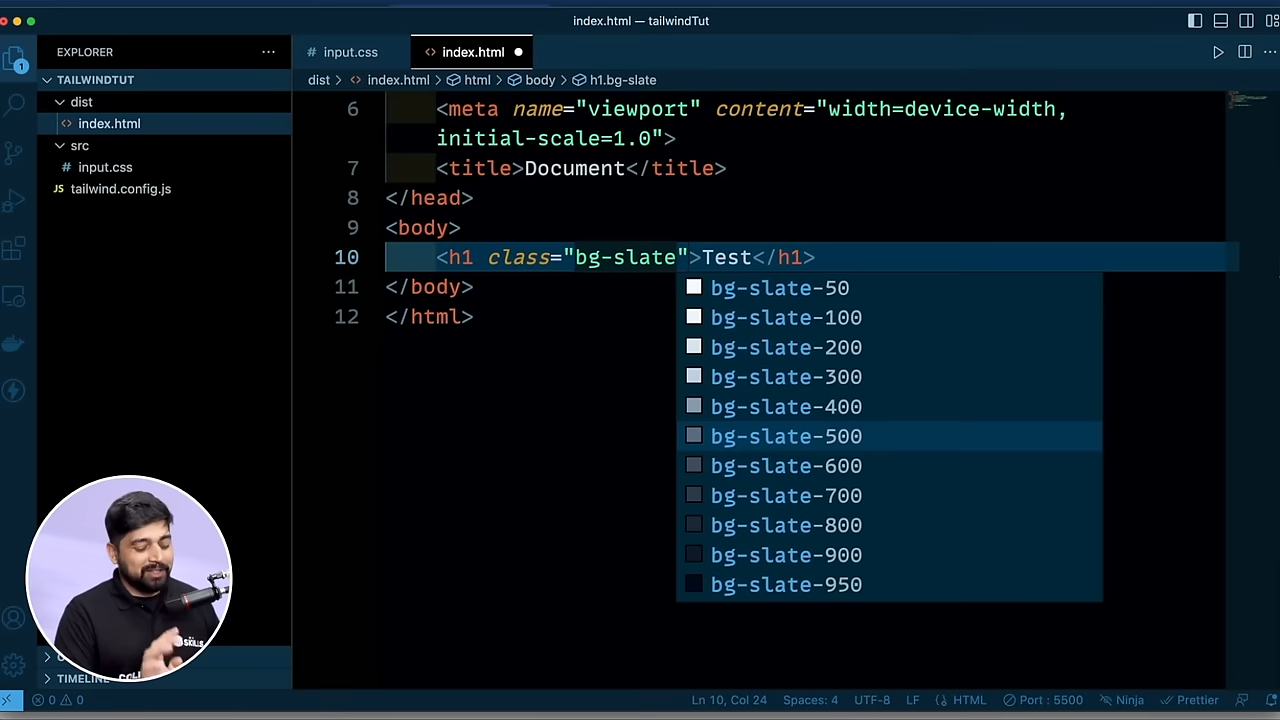 index.html — tailwindTut
EXPLORER
input.css
index.html
TAILWINDTUT
dist > index.html > html > body > h1.bg-slate
dist
index.html
src
input.css
tailwind.config.js
6 <meta name="viewport" content="width=device-width,
initial-scale=1.0">
7 <title>Document</title>
8 </head>
9 <body>
10 <h1 class="bg-slate">Test</h1>
11 </body>
12 </html>
bg-slate-50
bg-slate-100
bg-slate-200
bg-slate-300
bg-slate-400
bg-slate-500
bg-slate-600
bg-slate-700
bg-slate-800
bg-slate-900
bg-slate-950
1
SKILLS
TIMELINE
0 0
Ln 10, Col 24 Spaces: 4 UTF-8 LF HTML Port : 5500 Ninja Prettier